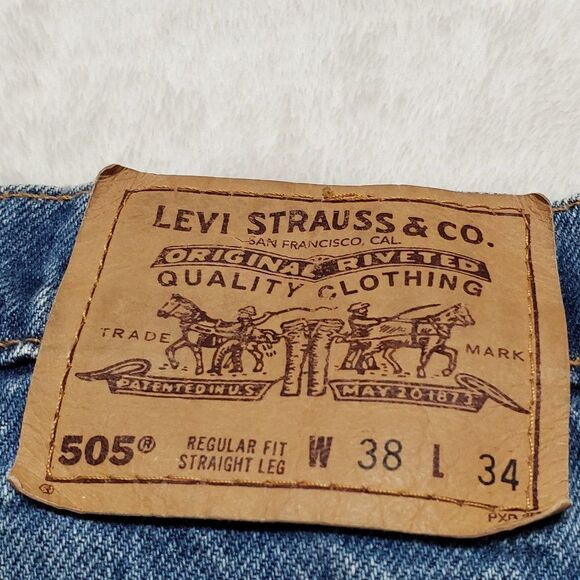 LEVI STRAUSS & CO.
SAN FRANCISCO, CAL.
ORIGINAL RIVETED
QUALITY CLOTHING
TRADE MARK
PATENTED IN U.S. MAY 20 1873
505® REGULAR FIT STRAIGHT LEG W 38 L 34